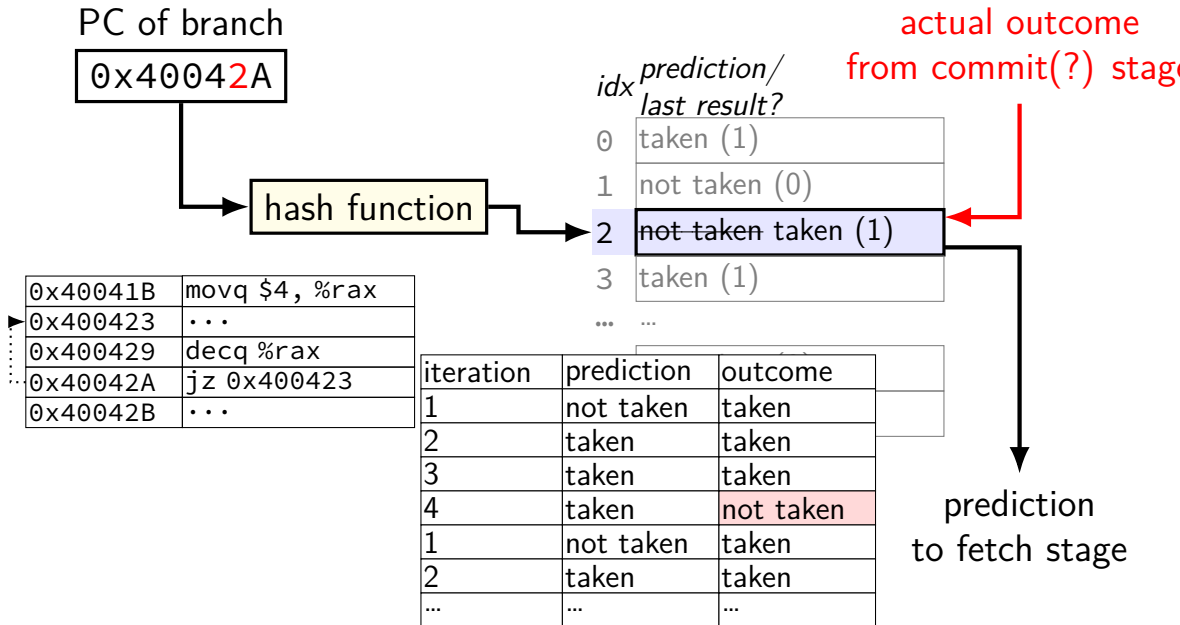 PC of branch
0x40042A
hash function
actual outcome
from commit(?) stage
idx prediction/
last result?
0 taken (1)
1 not taken (0)
2 not taken taken (1)
3 taken (1)
... ...
0x40041B movq $4, %rax
0x400423 ...
0x400429 decq %rax
0x40042A jz 0x400423
0x40042B ...
iteration prediction outcome
1 not taken taken
2 taken taken
3 taken taken
4 taken not taken
1 not taken taken
2 taken taken
... ... ...
prediction
to fetch stage